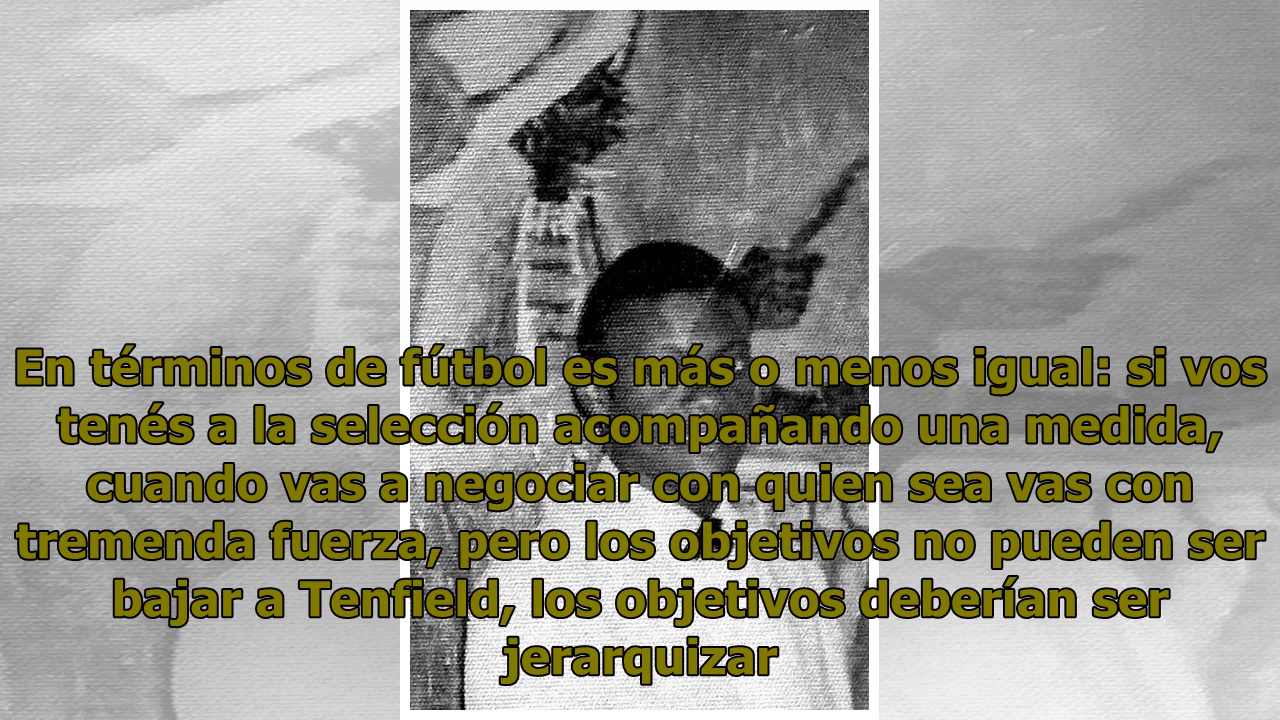 En términos de fútbol es más o menos igual: si vos
tenés a la selección acompañando una medida,
cuando vas a negociar con quien sea vas con
tremenda fuerza, pero los objetivos no pueden ser
bajar a Tenfield, los objetivos deberían ser
jerarquizar